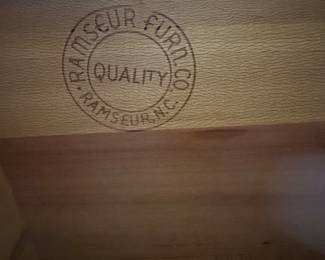 RAMSEUR FURN. CO.
QUALITY
RAMSEUR, N.C.